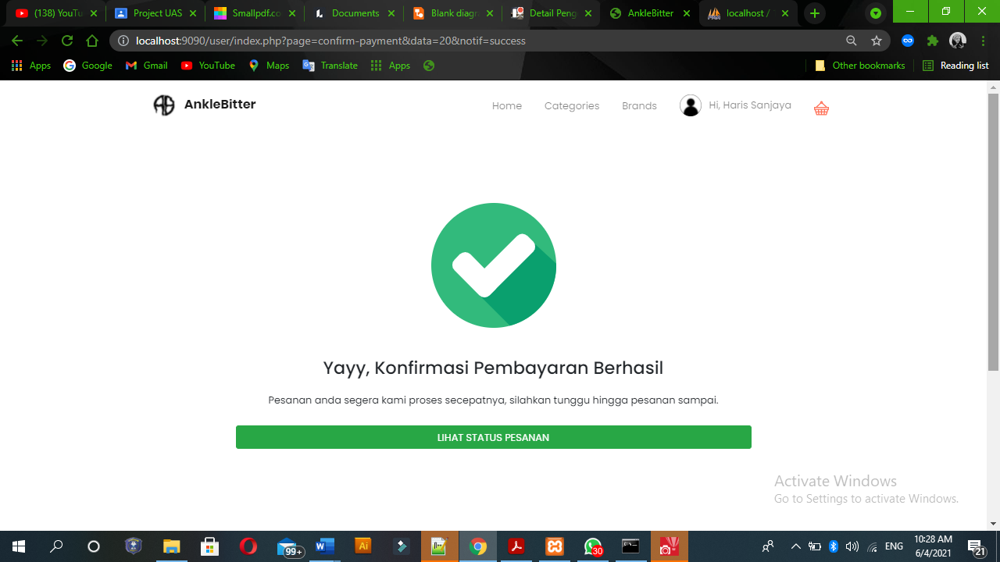 (138) YouTu
Project UAS
Smallpdf.co
Documents
Blank diagra
Detail Peng
AnkleBitter
localhost /
localhost:9090/user/index.php?page=confirm-payment&data=20&notif=success
Apps
Google
Gmail
YouTube
Maps
Translate
Apps
Other bookmarks
Reading list
AnkleBitter
Home
Categories
Brands
Hi, Haris Sanjaya
Yayy, Konfirmasi Pembayaran Berhasil
Pesanan anda segera kami proses secepatnya, silahkan tunggu hingga pesanan sampai.
LIHAT STATUS PESANAN
Activate Windows
Go to Settings to activate Windows.
99+
Ai
30
ENG
10:28 AM
6/4/2021
21